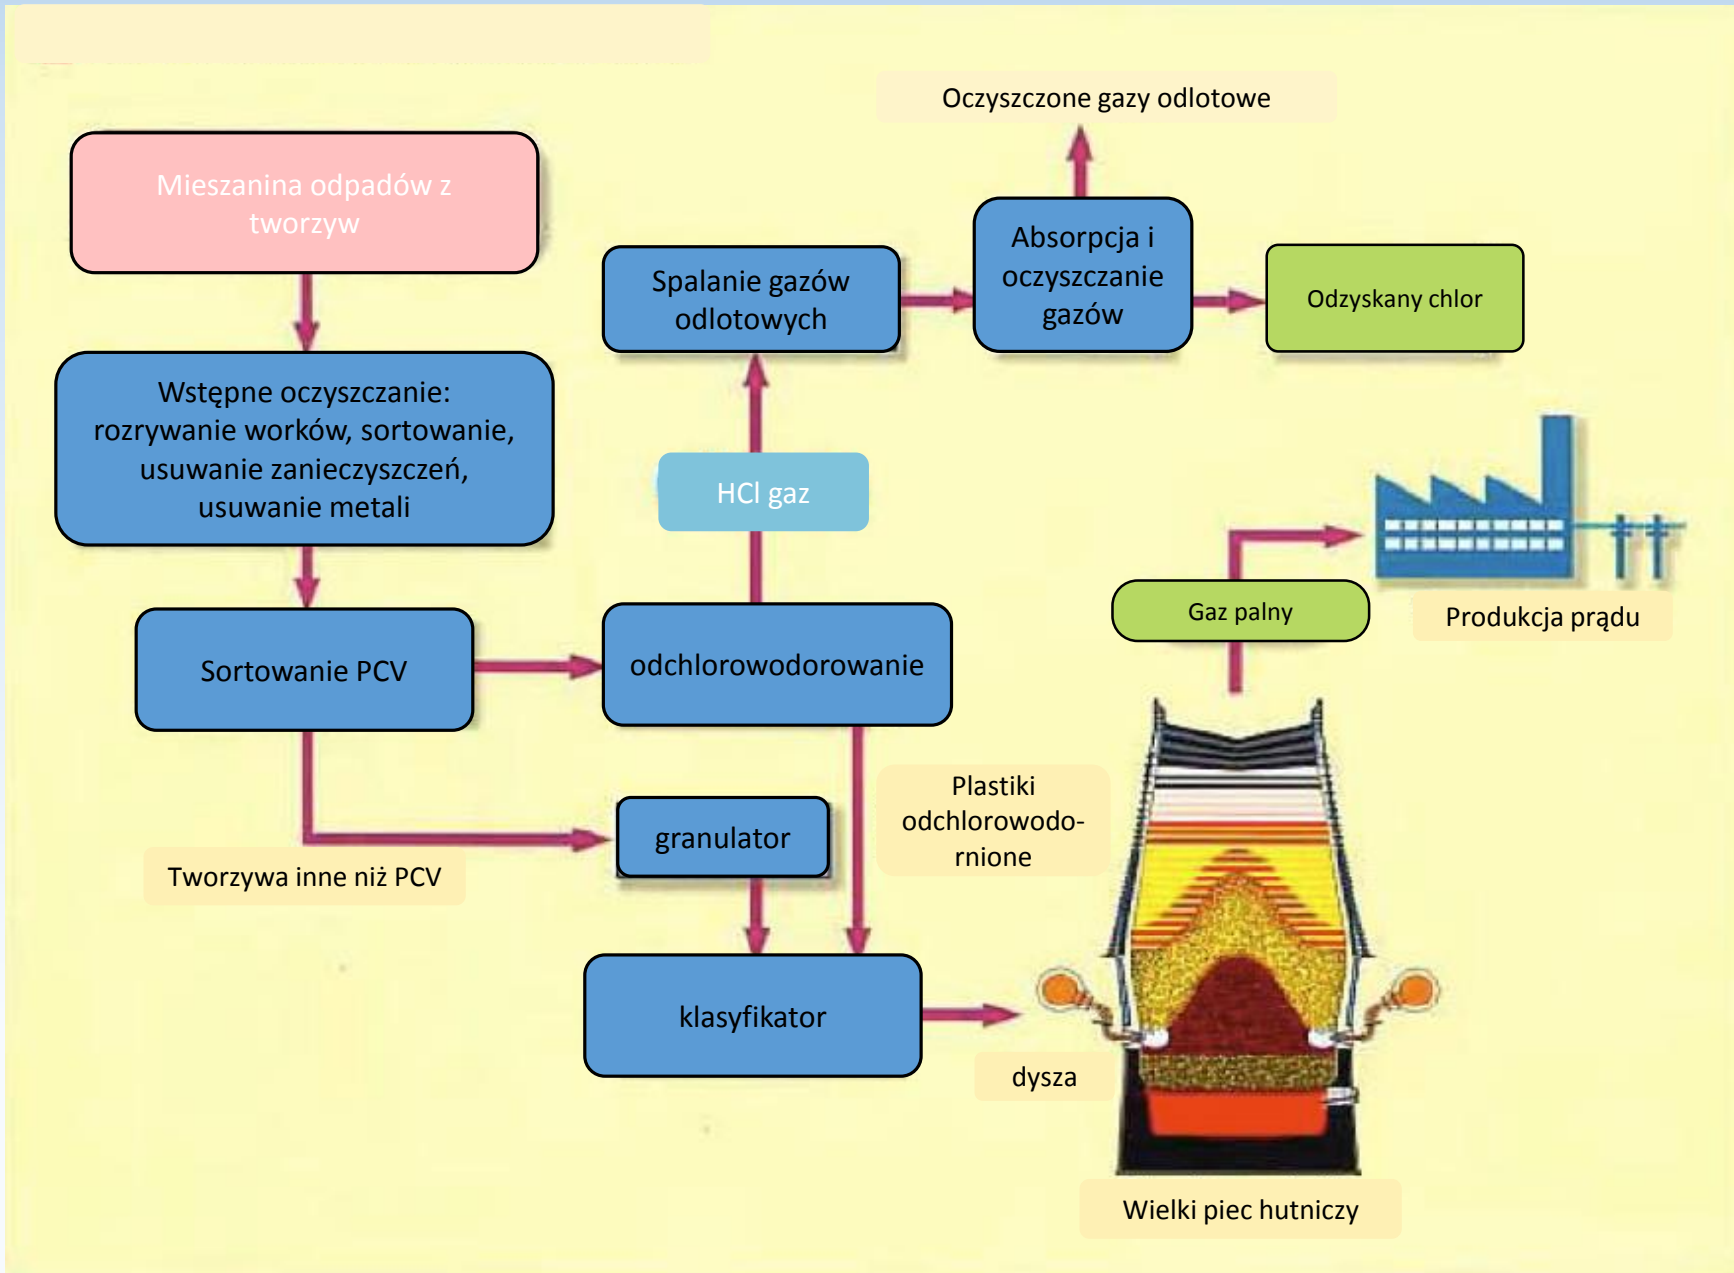 Oczyszczone gazy odlotowe
Mieszanina odpadów z
tworzyw
Absorpcja i
oczyszczanie
gazów
Spalanie gazów
odlotowych
Odzyskany chlor
Wstępne oczyszczanie:
rozrywanie worków, sortowanie,
usuwanie zanieczyszczeń,
usuwanie metali
HCl gaz
Gaz palny
Produkcja prądu
Sortowanie PCV
odchlorowodorowanie
Plastiki
odchlorowodo-
rnione
granulator
Tworzywa inne niż PCV
klasyfikator
dysza
Wielki piec hutniczy